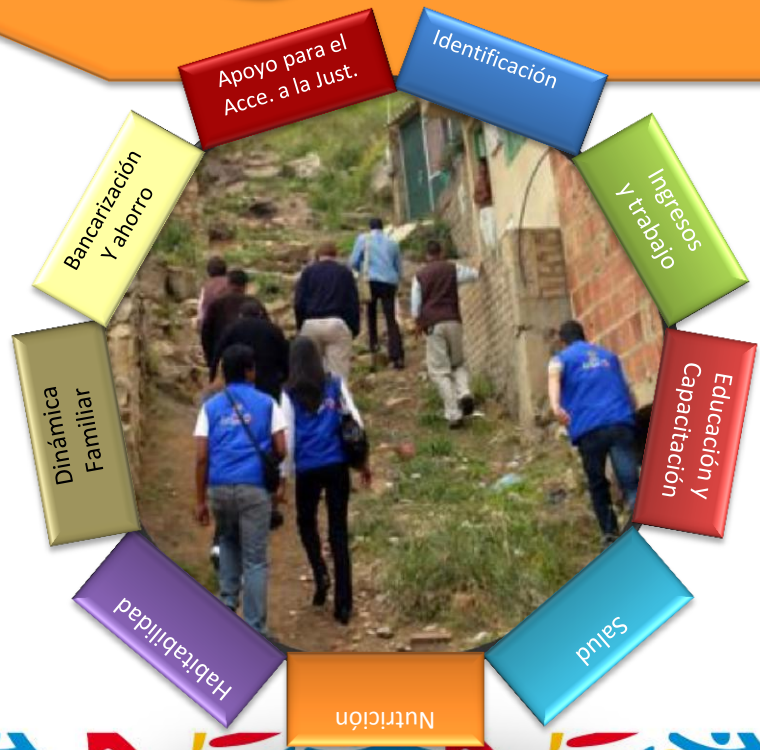 Identificación
Ingresos
y trabajo
Educación y
Capacitación
Salud
Nutrición
Habitabilidad
Dinámica
Familiar
Bancarización
Y ahorro
Apoyo para el
Acce. a la Just.